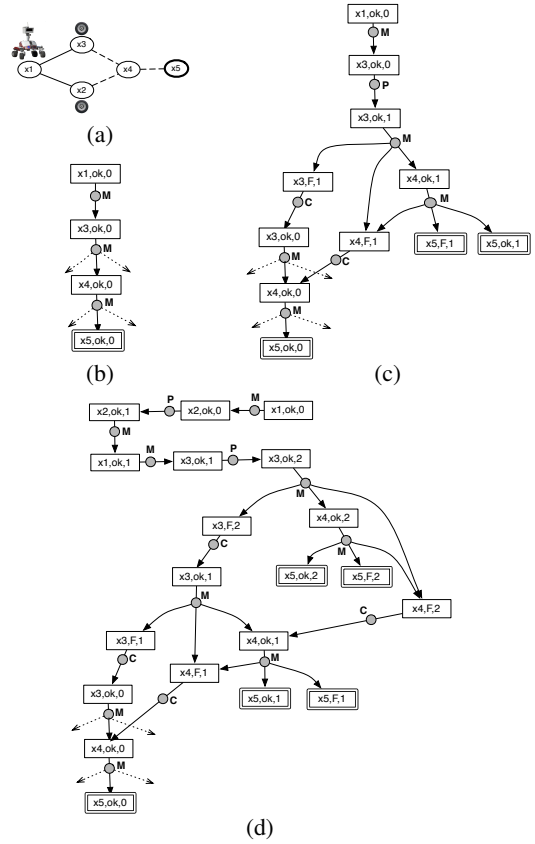 x3
x1
x4
x5
x2
(a)
x1,ok,0
M
x3,ok,0
M
x4,ok,0
M
x5,ok,0
(b)
x1,ok,0
M
x3,ok,0
P
x3,ok,1
M
x3,F,1
x4,ok,1
C
M
x3,ok,0
x4,F,1
x5,F,1
x5,ok,1
M
C
x4,ok,0
M
x5,ok,0
(c)
x2,ok,1
P
x2,ok,0
M
x1,ok,0
M
x1,ok,1
M
x3,ok,1
P
x3,ok,2
M
x3,F,2
x4,ok,2
C
M
x3,ok,1
x5,ok,2
x5,F,2
M
C
x4,F,2
x3,F,1
x4,ok,1
C
M
x4,F,1
x3,ok,0
C
x5,ok,1
x5,F,1
M
x4,ok,0
M
x5,ok,0
(d)